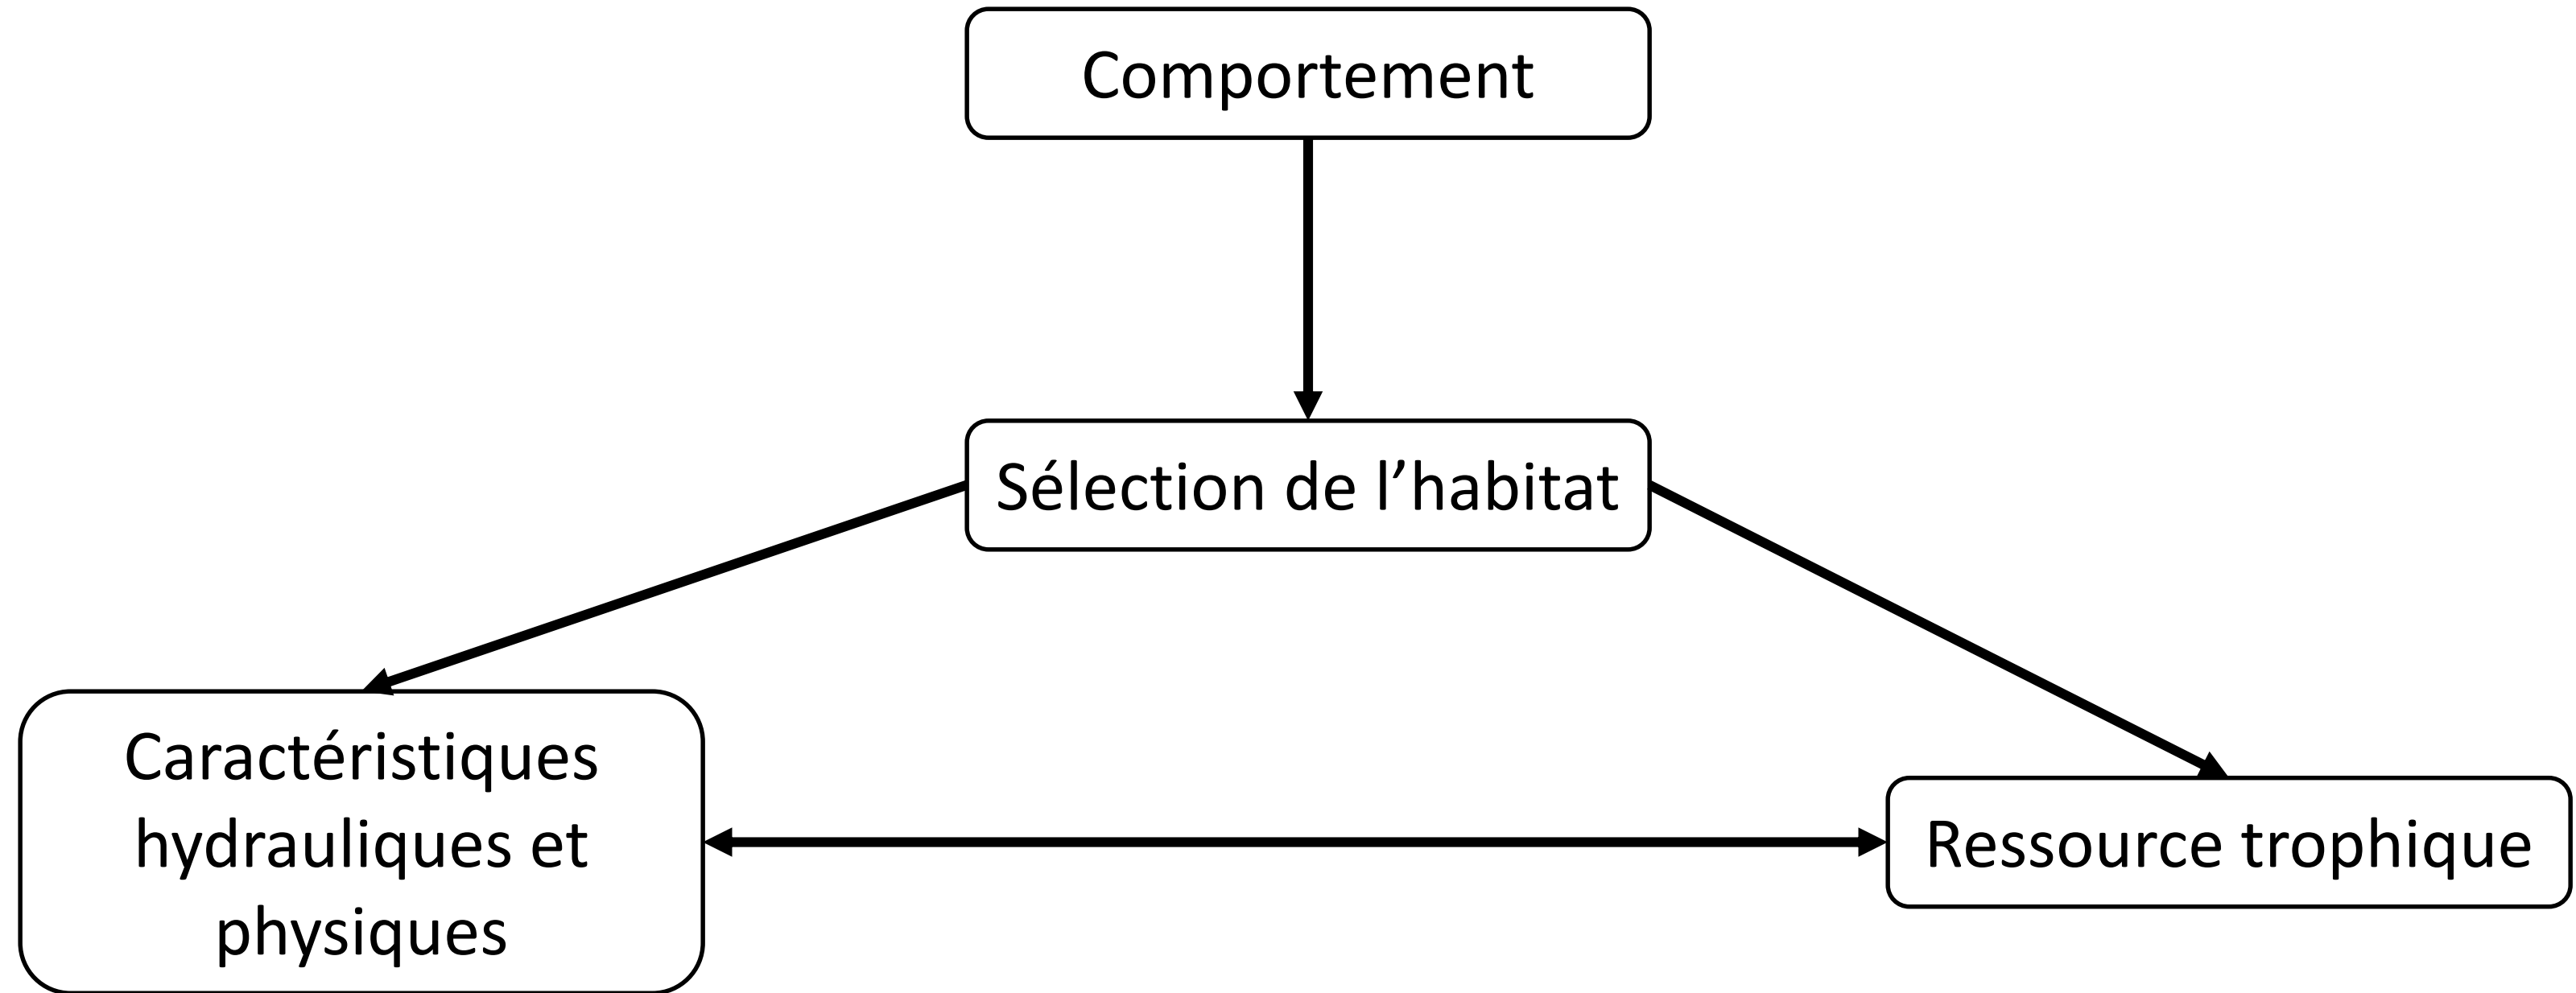 Comportement
Sélection de l’habitat
Caractéristiques
hydrauliques et
physiques
Ressource trophique